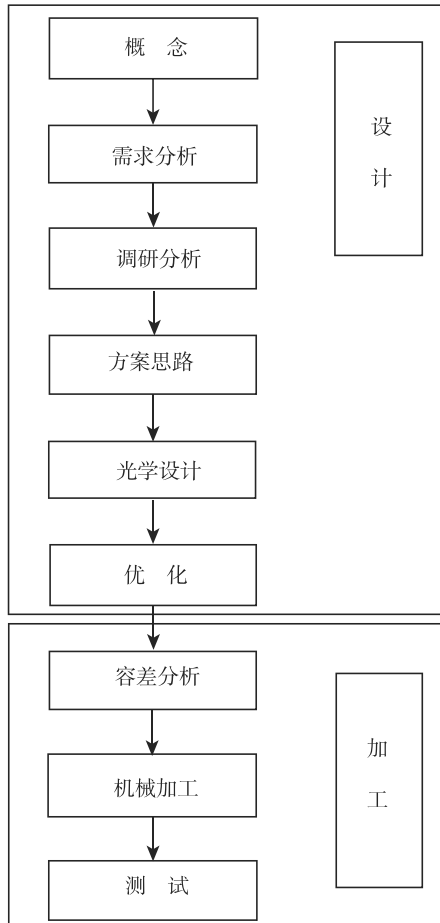 概 念
需求分析
调研分析
方案思路
光学设计
优 化
设
计
容差分析
机械加工
测 试
加
工